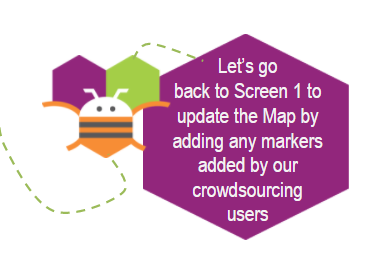 Let's go
back to Screen 1 to
update the Map by
adding any markers
added by our
crowdsourcing
users